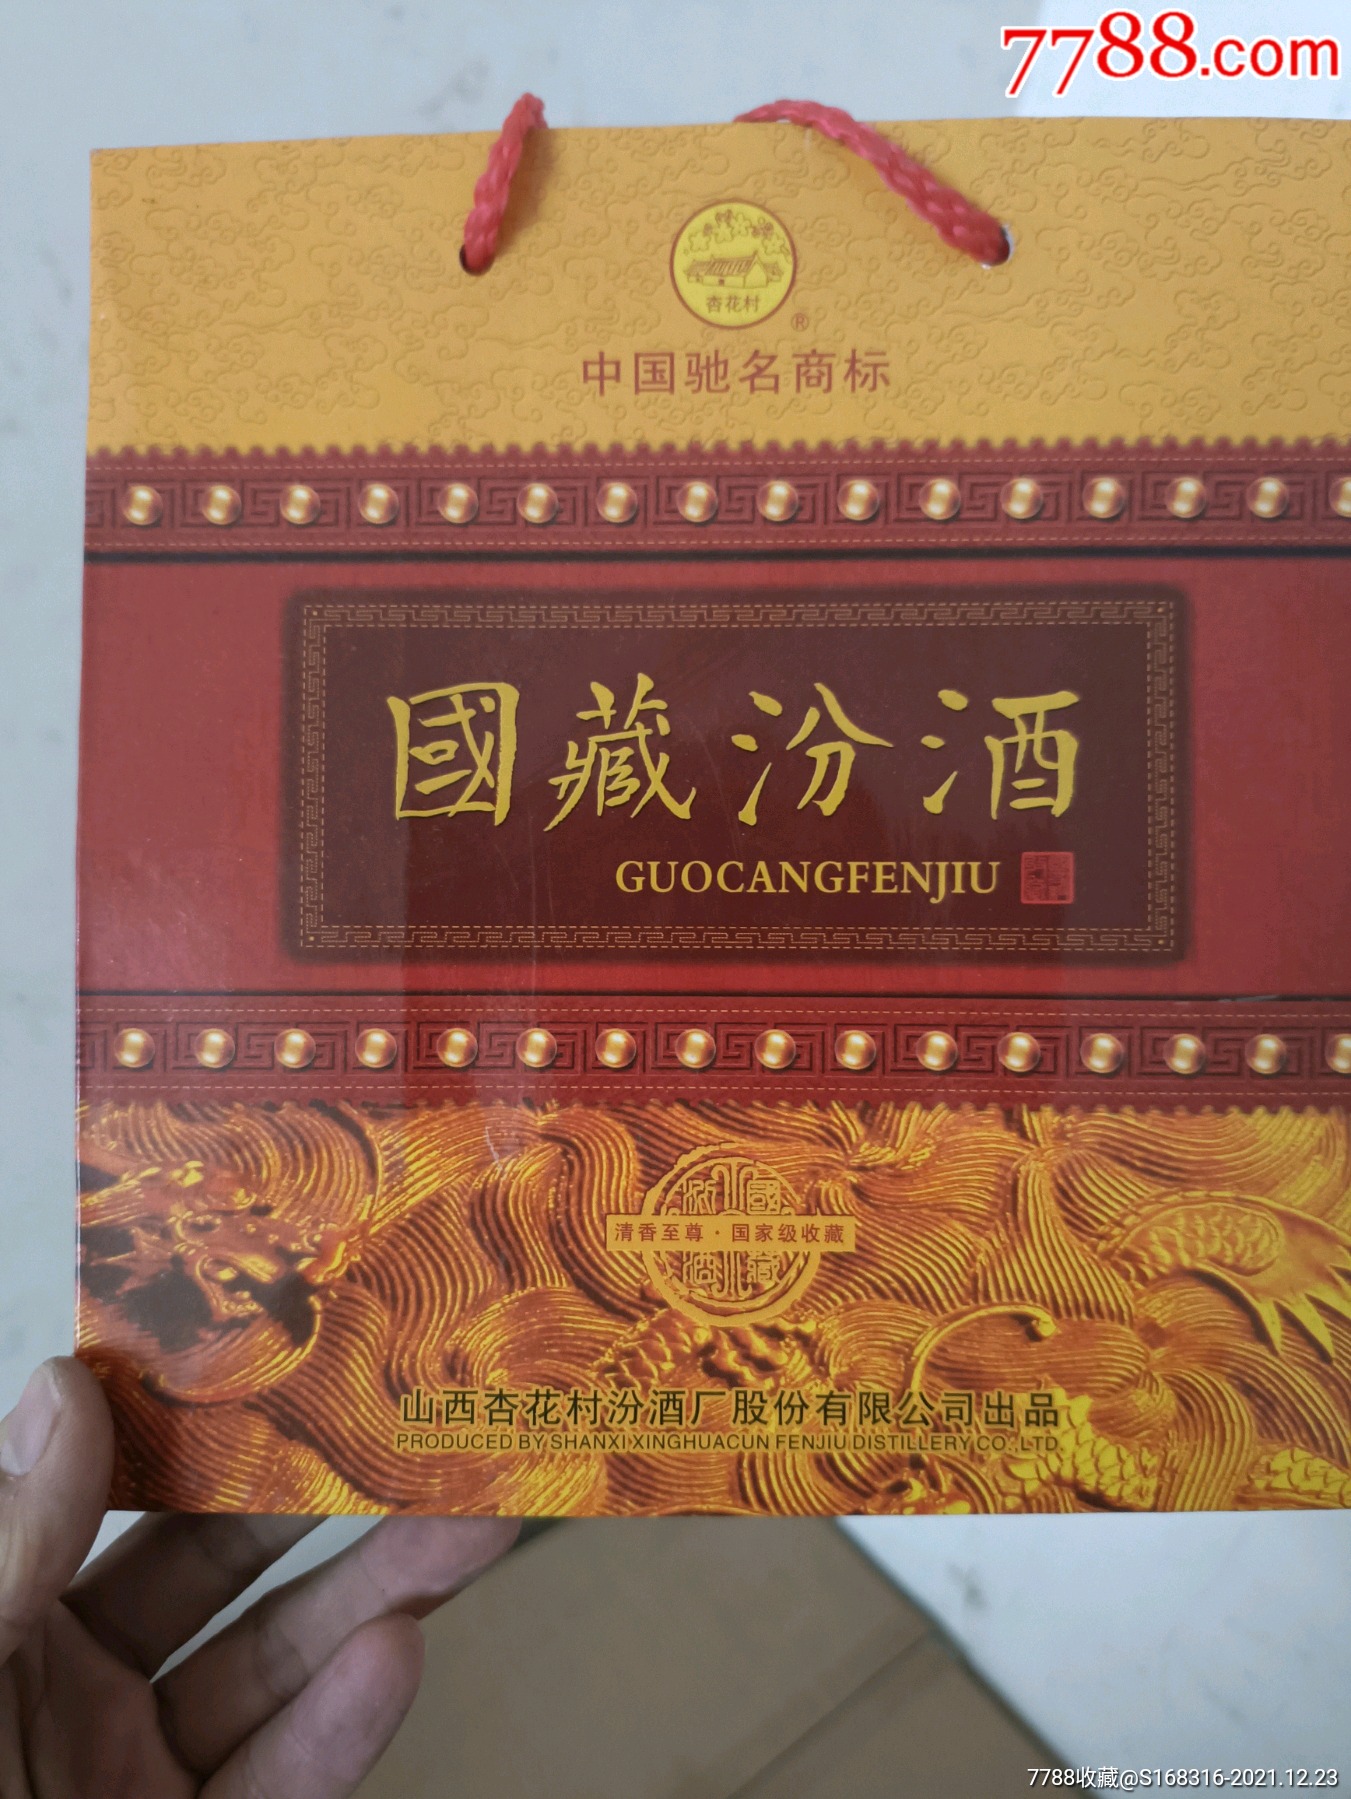 7788.com
杏花村
®
中国驰名商标
國藏汾酒
GUOCANGFENJIU
清香至尊·国家级收藏
山西杏花村汾酒厂股份有限公司出品
PRODUCED BY SHANXI XINGHUACUN FENJIU DISTILLERY CO., LTD.
7788收藏@S168316-2021.12.23